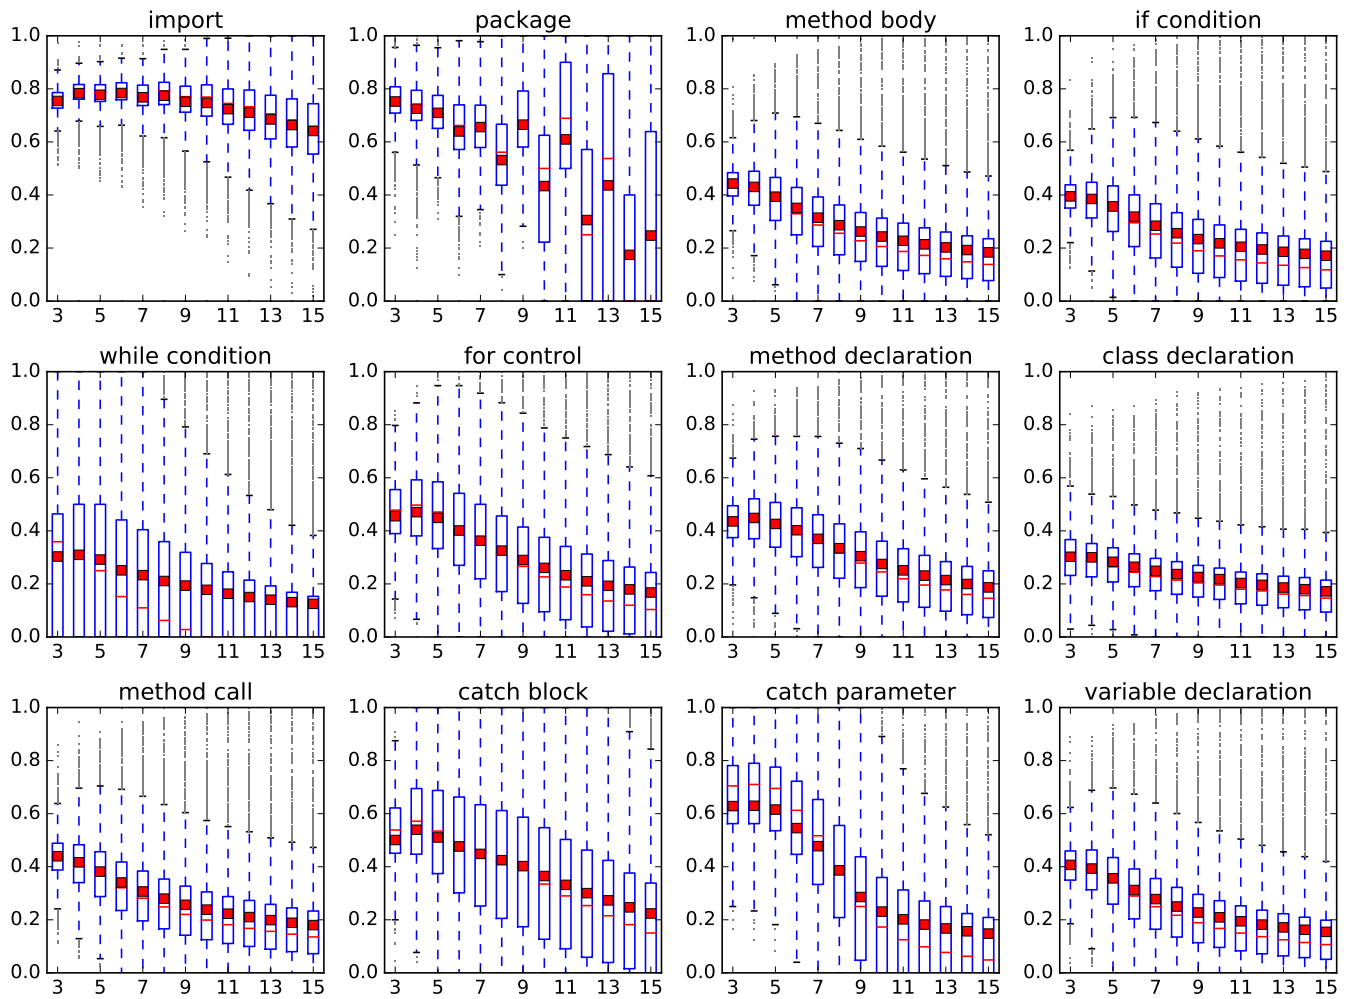 import package method body if condition
1.0 1.0 1.0 1.0
0.8 0.8 0.8 0.8
0.6 0.6 0.6 0.6
0.4 0.4 0.4 0.4
0.2 0.2 0.2 0.2
0.0 0.0 0.0 0.0
3 5 7 9 11 13 15 3 5 7 9 11 13 15 3 5 7 9 11 13 15 3 5 7 9 11 13 15
while condition for control method declaration class declaration
1.0 1.0 1.0 1.0
0.8 0.8 0.8 0.8
0.6 0.6 0.6 0.6
0.4 0.4 0.4 0.4
0.2 0.2 0.2 0.2
0.0 0.0 0.0 0.0
3 5 7 9 11 13 15 3 5 7 9 11 13 15 3 5 7 9 11 13 15 3 5 7 9 11 13 15
method call catch block catch parameter variable declaration
1.0 1.0 1.0 1.0
0.8 0.8 0.8 0.8
0.6 0.6 0.6 0.6
0.4 0.4 0.4 0.4
0.2 0.2 0.2 0.2
0.0 0.0 0.0 0.0
3 5 7 9 11 13 15 3 5 7 9 11 13 15 3 5 7 9 11 13 15 3 5 7 9 11 13 15